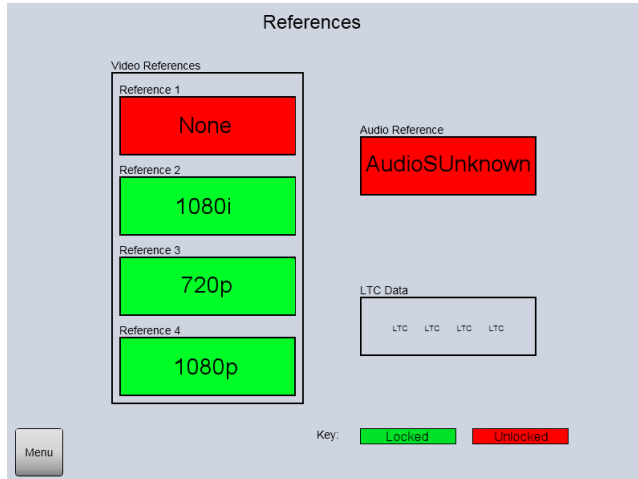 References
Video References
Reference 1
None
Reference 2
1080i
Reference 3
720p
Reference 4
1080p
Audio Reference
AudioSUnknown
LTC Data
LTC LTC LTC LTC
Key: Locked Unlocked
Menu